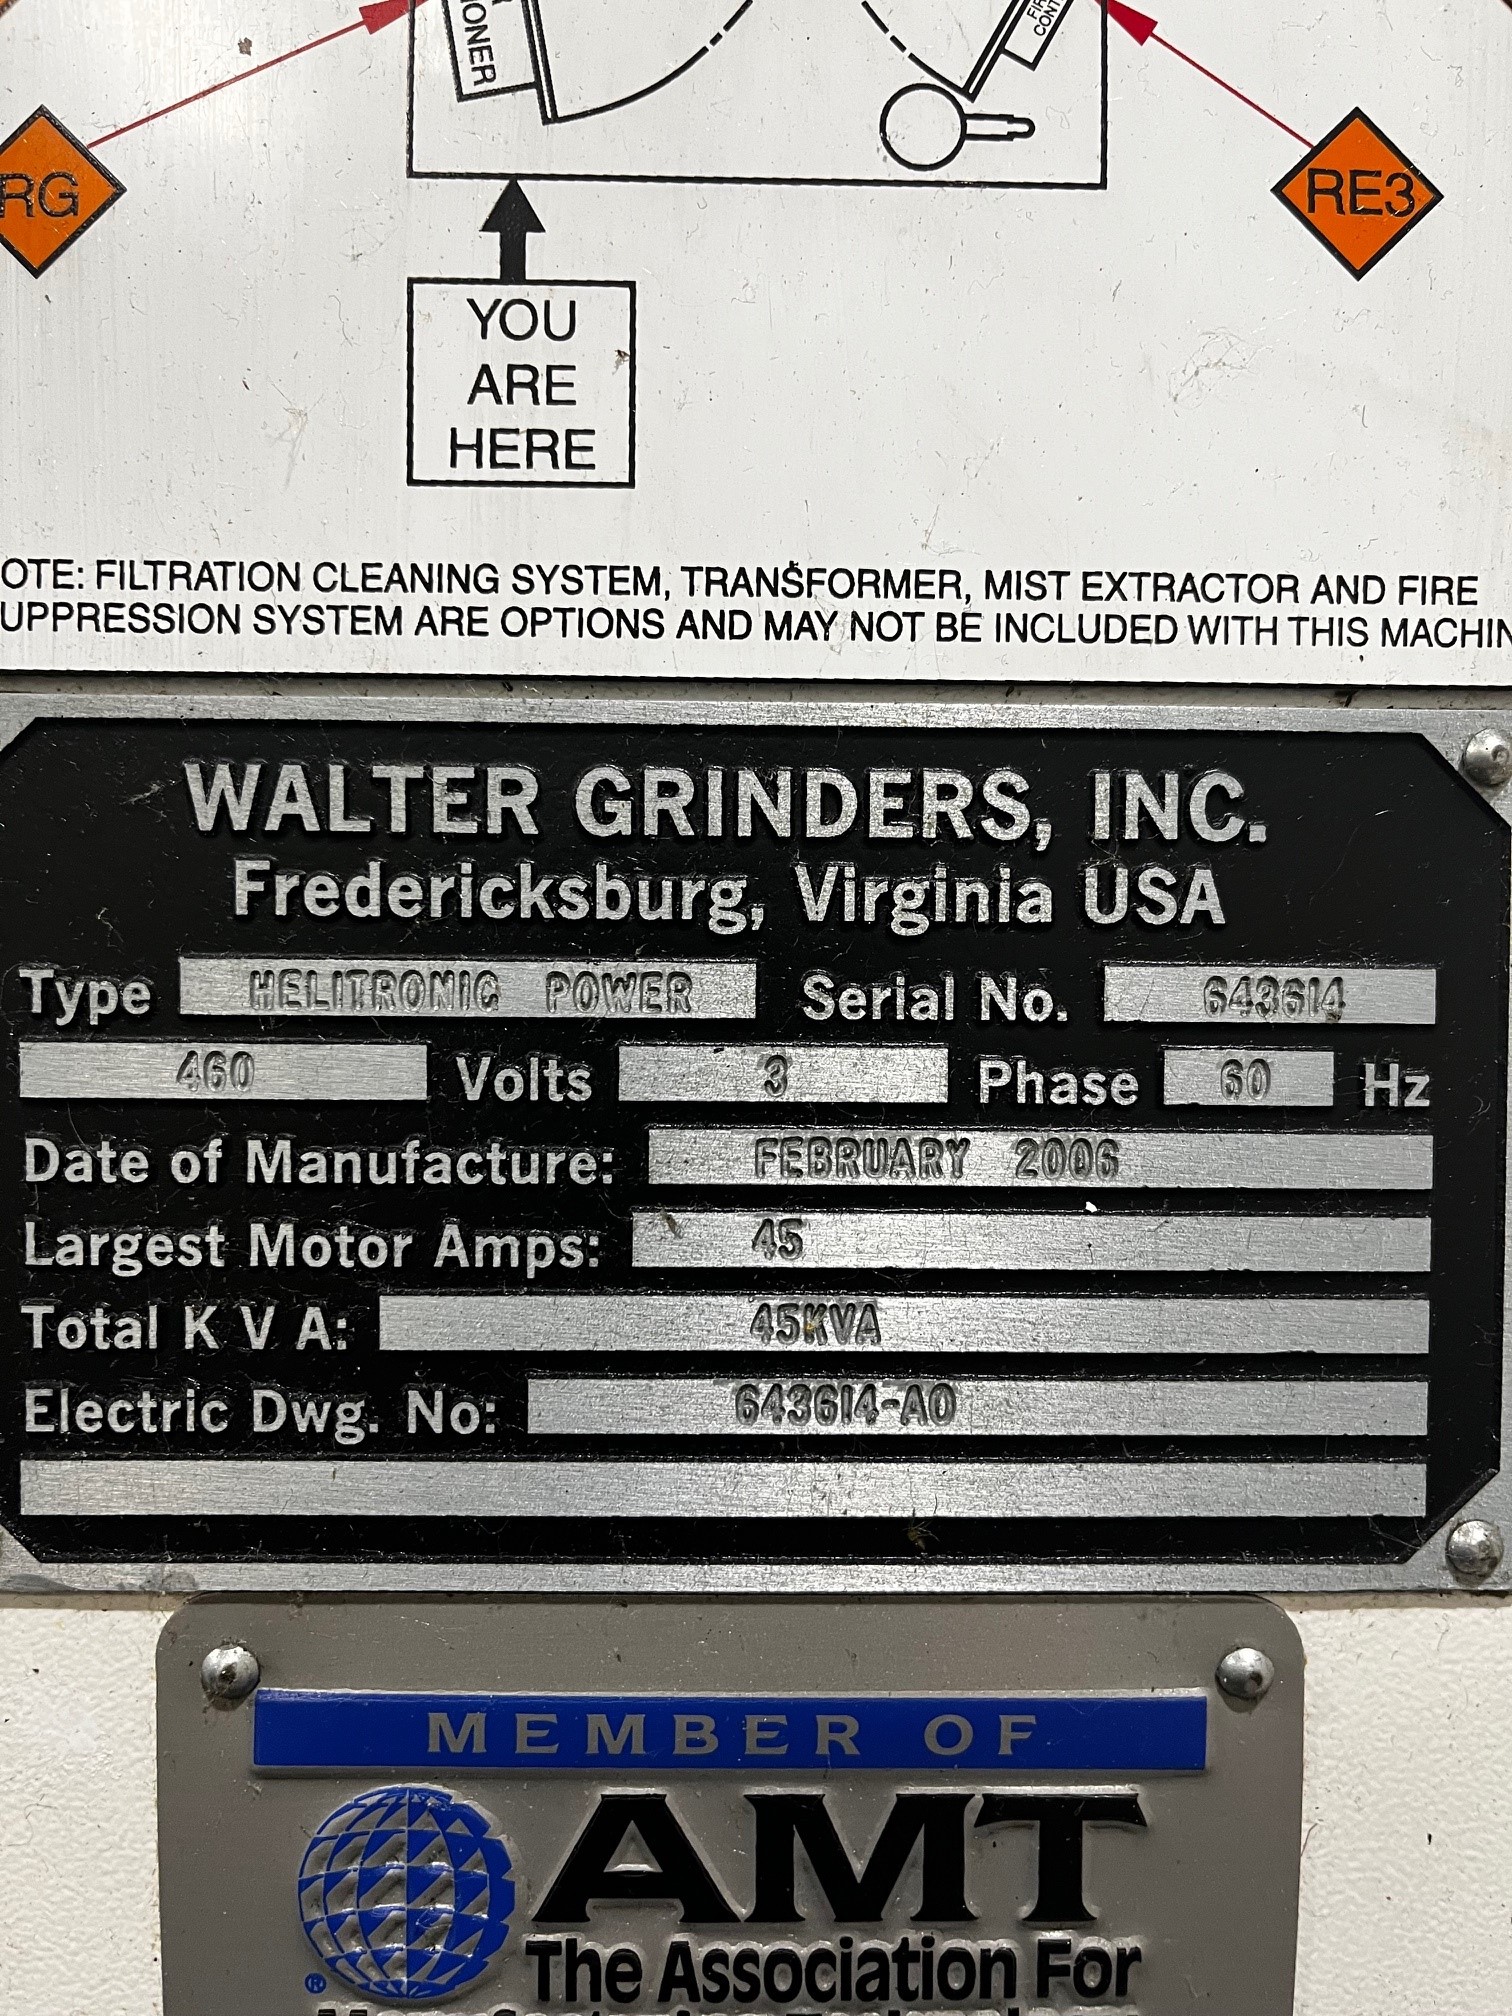 IONER
FIR
CONT
RG
RE3
YOU
ARE
HERE
OTE: FILTRATION CLEANING SYSTEM, TRANSFORMER, MIST EXTRACTOR AND FIRE
UPPRESSION SYSTEM ARE OPTIONS AND MAY NOT BE INCLUDED WITH THIS MACHIN
WALTER GRINDERS, INC.
Fredericksburg, Virginia USA
Type HELITRONIC POWER Serial No. 643614
460 Volts 3 Phase 60 Hz
Date of Manufacture: FEBRUARY 2006
Largest Motor Amps: 45
Total K V A: 45KVA
Electric Dwg. No: 643614-A0
MEMBER OF
AMT
®
The Association For